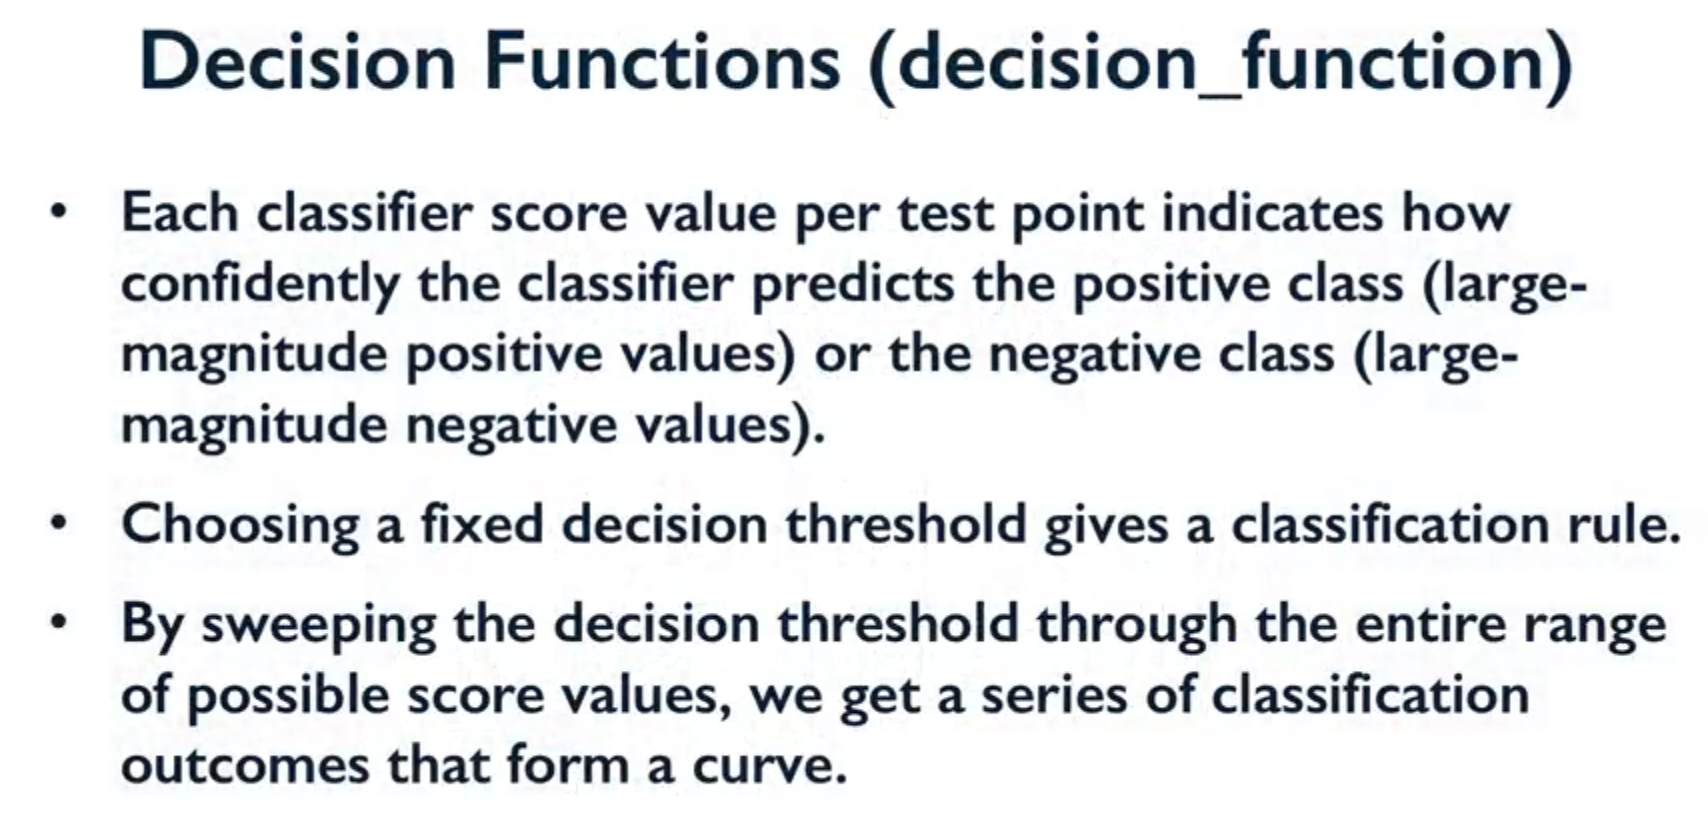 Decision Functions (decision_function)
• Each classifier score value per test point indicates how
confidently the classifier predicts the positive class (large-
magnitude positive values) or the negative class (large-
magnitude negative values).
• Choosing a fixed decision threshold gives a classification rule.
• By sweeping the decision threshold through the entire range
of possible score values, we get a series of classification
outcomes that form a curve.